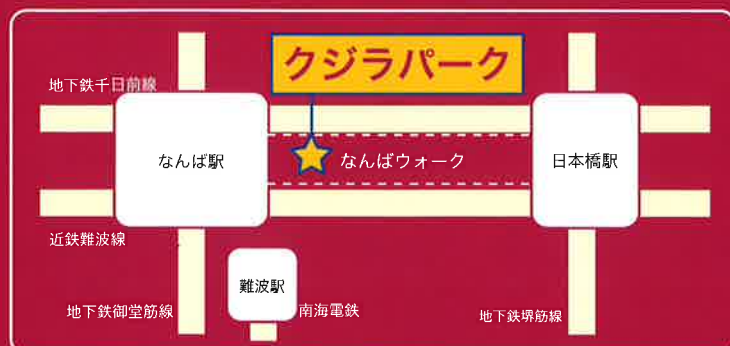 クジラパーク
地下鉄千日前線
なんば駅
なんばウォーク
日本橋駅
近鉄難波線
難波駅
地下鉄御堂筋線
南海電鉄
地下鉄堺筋線